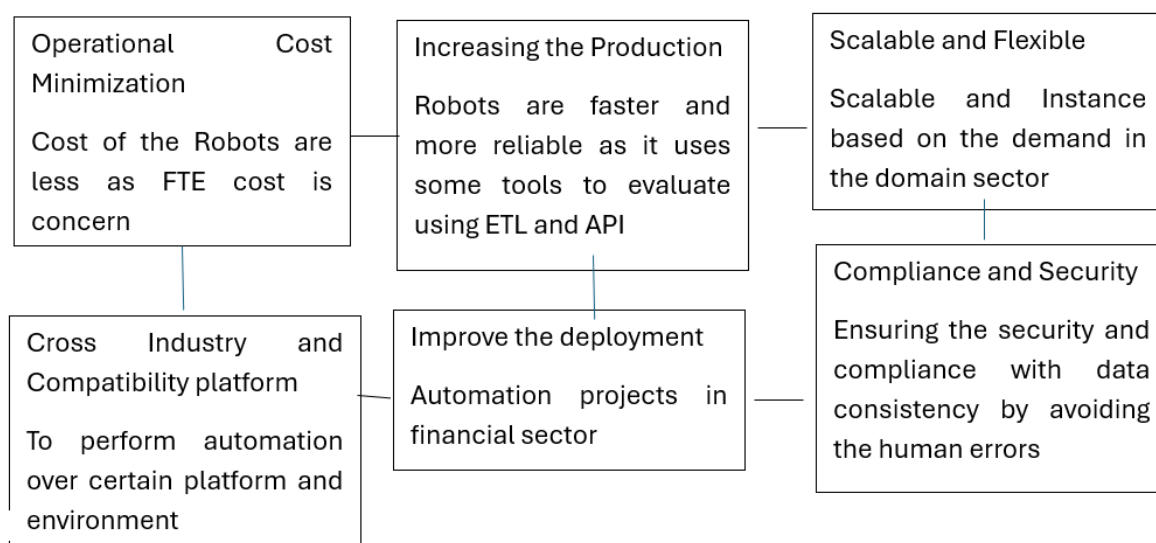 Operational Cost
Minimization
Cost of the Robots are
less as FTE cost is
concern
Increasing the Production
Robots are faster and
more reliable as it uses
some tools to evaluate
using ETL and API
Scalable and Flexible
Scalable and Instance
based on the demand in
the domain sector
Cross Industry and
Compatibility platform
To perform automation
over certain platform and
environment
Improve the deployment
Automation projects in
financial sector
Compliance and Security
Ensuring the security and
compliance with data
consistency by avoiding
the human errors